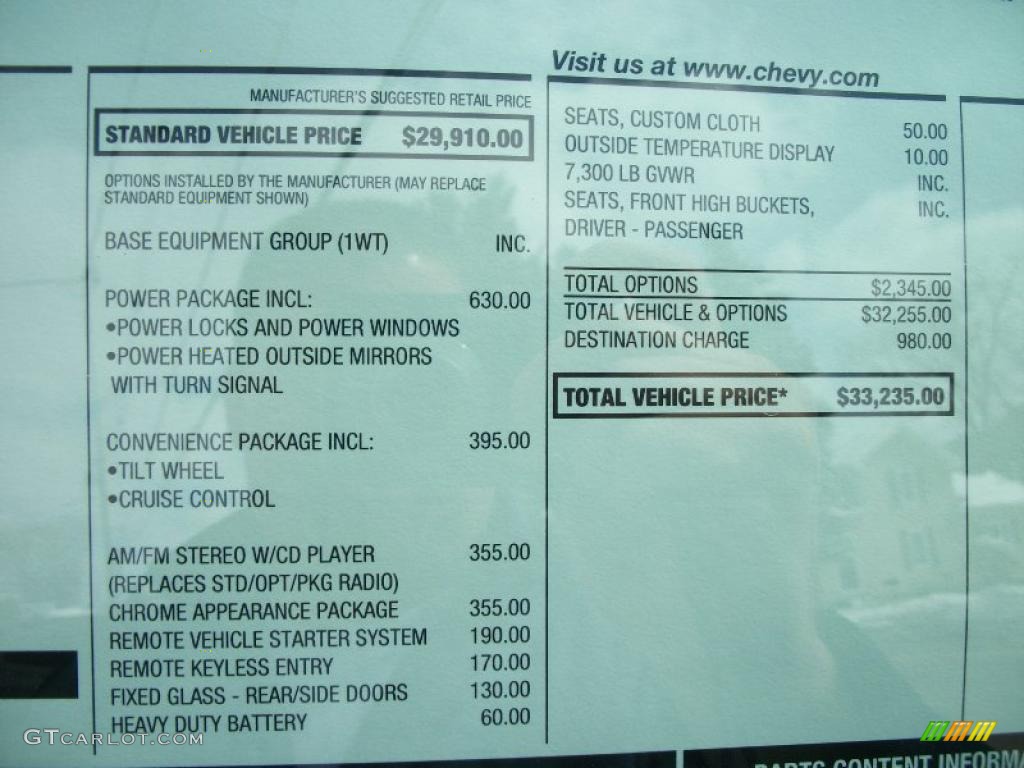 MANUFACTURER'S SUGGESTED RETAIL PRICE
STANDARD VEHICLE PRICE $29,910.00
OPTIONS INSTALLED BY THE MANUFACTURER (MAY REPLACE
STANDARD EQUIPMENT SHOWN)
BASE EQUIPMENT GROUP (1WT) INC.
POWER PACKAGE INCL: 630.00
•POWER LOCKS AND POWER WINDOWS
•POWER HEATED OUTSIDE MIRRORS
WITH TURN SIGNAL
CONVENIENCE PACKAGE INCL: 395.00
•TILT WHEEL
•CRUISE CONTROL
AM/FM STEREO W/CD PLAYER 355.00
(REPLACES STD/OPT/PKG RADIO)
CHROME APPEARANCE PACKAGE 355.00
REMOTE VEHICLE STARTER SYSTEM 190.00
REMOTE KEYLESS ENTRY 170.00
FIXED GLASS - REAR/SIDE DOORS 130.00
HEAVY DUTY BATTERY 60.00
Visit us at www.chevy.com
SEATS, CUSTOM CLOTH 50.00
OUTSIDE TEMPERATURE DISPLAY 10.00
7,300 LB GVWR INC.
SEATS, FRONT HIGH BUCKETS, INC.
DRIVER - PASSENGER
TOTAL OPTIONS $2,345.00
TOTAL VEHICLE & OPTIONS $32,255.00
DESTINATION CHARGE 980.00
TOTAL VEHICLE PRICE* $33,235.00
PARTS CONTENT INFORMA
GTCARLOT.COM